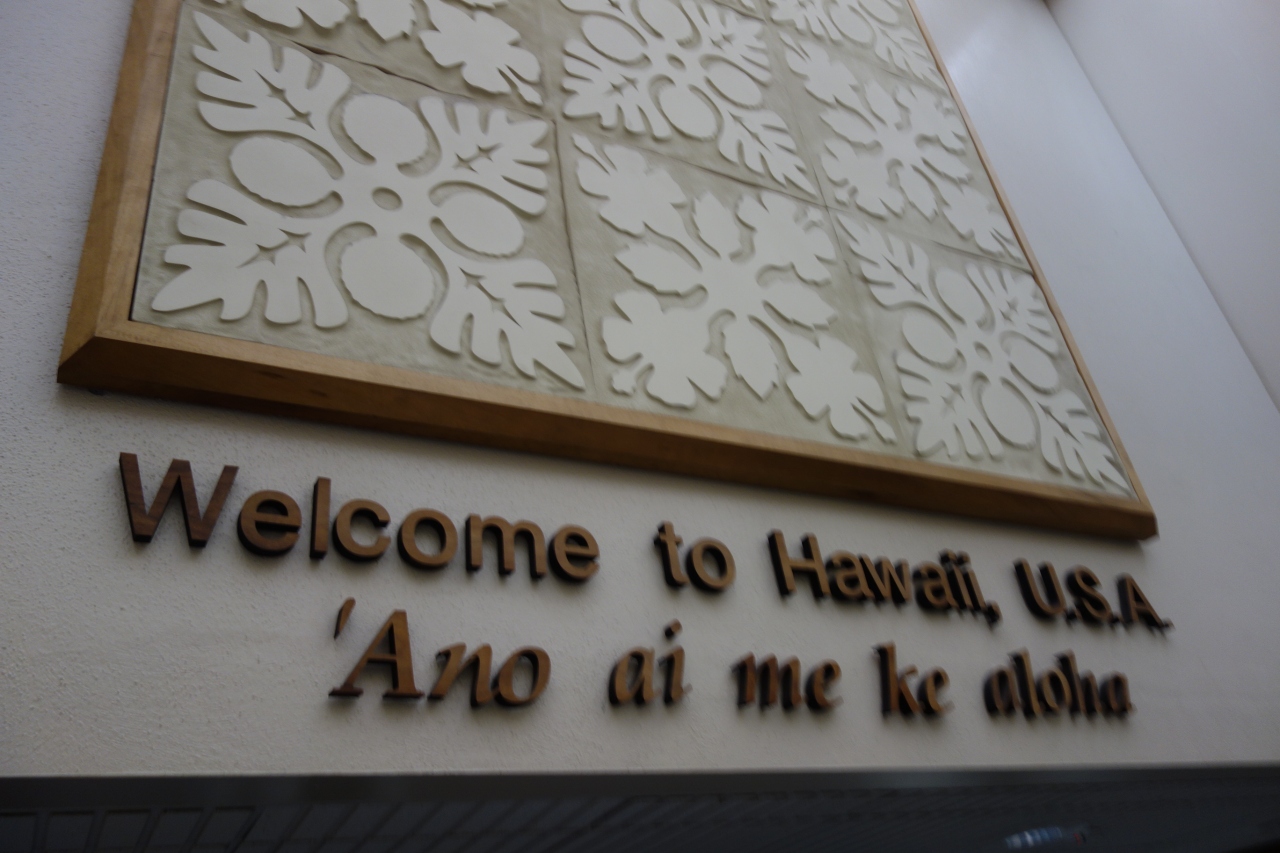 Welcome to Hawaii, U.S.A.
'Ano ai me ke aloha